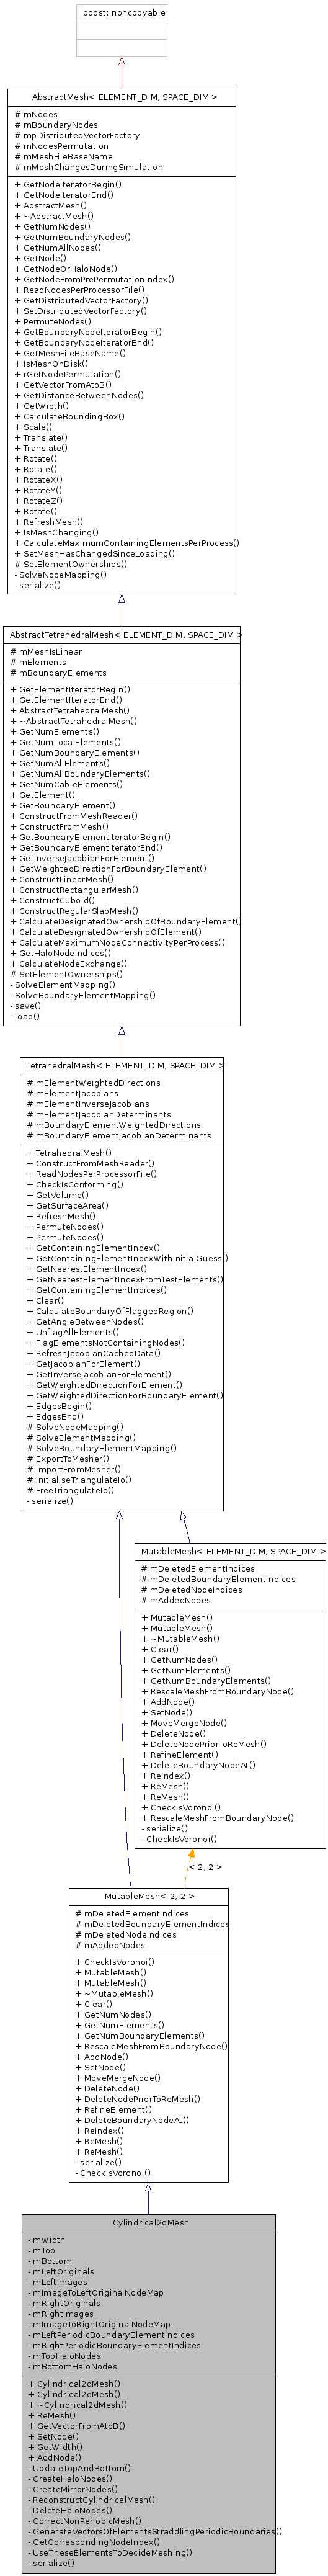 boost::noncopyable
AbstractMesh< ELEMENT_DIM, SPACE_DIM >
# mNodes
# mBoundaryNodes
# mpDistributedVectorFactory
# mNodesPermutation
# mMeshFileBaseName
# mMeshChangesDuringSimulation
+ GetNodeIteratorBegin()
+ GetNodeIteratorEnd()
+ AbstractMesh()
+ ~AbstractMesh()
+ GetNumNodes()
+ GetNumBoundaryNodes()
+ GetNumAllNodes()
+ GetNode()
+ GetNodeOrHaloNode()
+ GetNodeFromPrePermutationIndex()
+ ReadNodesPerProcessorFile()
+ GetDistributedVectorFactory()
+ SetDistributedVectorFactory()
+ PermuteNodes()
+ GetBoundaryNodeIteratorBegin()
+ GetBoundaryNodeIteratorEnd()
+ GetMeshFileBaseName()
+ IsMeshOnDisk()
+ rGetNodePermutation()
+ GetVectorFromAtoB()
+ GetDistanceBetweenNodes()
+ GetWidth()
+ CalculateBoundingBox()
+ Scale()
+ Translate()
+ Translate()
+ Rotate()
+ Rotate()
+ RotateX()
+ RotateY()
+ RotateZ()
+ Rotate()
+ RefreshMesh()
+ IsMeshChanging()
+ CalculateMaximumContainingElementsPerProcess()
+ SetMeshHasChangedSinceLoading()
# SetElementOwnerships()
- SolveNodeMapping()
- serialize()
AbstractTetrahedralMesh< ELEMENT_DIM, SPACE_DIM >
# mMeshIsLinear
# mElements
# mBoundaryElements
+ GetElementIteratorBegin()
+ GetElementIteratorEnd()
+ AbstractTetrahedralMesh()
+ ~AbstractTetrahedralMesh()
+ GetNumElements()
+ GetNumLocalElements()
+ GetNumBoundaryElements()
+ GetNumAllElements()
+ GetNumAllBoundaryElements()
+ GetNumCableElements()
+ GetElement()
+ GetBoundaryElement()
+ ConstructFromMeshReader()
+ ConstructFromMesh()
+ GetBoundaryElementIteratorBegin()
+ GetBoundaryElementIteratorEnd()
+ GetInverseJacobianForElement()
+ GetWeightedDirectionForBoundaryElement()
+ ConstructLinearMesh()
+ ConstructRectangularMesh()
+ ConstructCuboid()
+ ConstructRegularSlabMesh()
+ CalculateDesignatedOwnershipOfBoundaryElement()
+ CalculateDesignatedOwnershipOfElement()
+ CalculateMaximumNodeConnectivityPerProcess()
+ GetHaloNodeIndices()
+ CalculateNodeExchange()
# SetElementOwnerships()
- SolveElementMapping()
- SolveBoundaryElementMapping()
- save()
- load()
TetrahedralMesh< ELEMENT_DIM, SPACE_DIM >
# mElementWeightedDirections
# mElementJacobians
# mElementInverseJacobians
# mElementJacobianDeterminants
# mBoundaryElementWeightedDirections
# mBoundaryElementJacobianDeterminants
+ TetrahedralMesh()
+ ConstructFromMeshReader()
+ ReadNodesPerProcessorFile()
+ CheckIsConforming()
+ GetVolume()
+ GetSurfaceArea()
+ RefreshMesh()
+ PermuteNodes()
+ PermuteNodes()
+ GetContainingElementIndex()
+ GetContainingElementIndexWithInitialGuess()
+ GetNearestElementIndex()
+ GetNearestElementIndexFromTestElements()
+ GetContainingElementIndices()
+ Clear()
+ CalculateBoundaryOfFlaggedRegion()
+ GetAngleBetweenNodes()
+ UnflagAllElements()
+ FlagElementsNotContainingNodes()
+ RefreshJacobianCachedData()
+ GetJacobianForElement()
+ GetInverseJacobianForElement()
+ GetWeightedDirectionForElement()
+ GetWeightedDirectionForBoundaryElement()
+ EdgesBegin()
+ EdgesEnd()
# SolveNodeMapping()
# SolveElementMapping()
# SolveBoundaryElementMapping()
# ExportToMesher()
# ImportFromMesher()
# InitialiseTriangulateIo()
# FreeTriangulateIo()
- serialize()
MutableMesh< ELEMENT_DIM, SPACE_DIM >
# mDeletedElementIndices
# mDeletedBoundaryElementIndices
# mDeletedNodeIndices
# mAddedNodes
+ MutableMesh()
+ MutableMesh()
+ ~MutableMesh()
+ Clear()
+ GetNumNodes()
+ GetNumElements()
+ GetNumBoundaryElements()
+ RescaleMeshFromBoundaryNode()
+ AddNode()
+ SetNode()
+ MoveMergeNode()
+ DeleteNode()
+ DeleteNodePriorToReMesh()
+ RefineElement()
+ DeleteBoundaryNodeAt()
+ ReIndex()
+ ReMesh()
+ ReMesh()
+ CheckIsVoronoi()
+ RescaleMeshFromBoundaryNode()
- serialize()
- CheckIsVoronoi()
< 2, 2 >
MutableMesh< 2, 2 >
# mDeletedElementIndices
# mDeletedBoundaryElementIndices
# mDeletedNodeIndices
# mAddedNodes
+ CheckIsVoronoi()
+ MutableMesh()
+ MutableMesh()
+ ~MutableMesh()
+ Clear()
+ GetNumNodes()
+ GetNumElements()
+ GetNumBoundaryElements()
+ RescaleMeshFromBoundaryNode()
+ AddNode()
+ SetNode()
+ MoveMergeNode()
+ DeleteNode()
+ DeleteNodePriorToReMesh()
+ RefineElement()
+ DeleteBoundaryNodeAt()
+ ReIndex()
+ ReMesh()
+ ReMesh()
- serialize()
- CheckIsVoronoi()
Cylindrical2dMesh
- mWidth
- mTop
- mBottom
- mLeftOriginals
- mLeftImages
- mImageToLeftOriginalNodeMap
- mRightOriginals
- mRightImages
- mImageToRightOriginalNodeMap
- mLeftPeriodicBoundaryElementIndices
- mRightPeriodicBoundaryElementIndices
- mTopHaloNodes
- mBottomHaloNodes
+ Cylindrical2dMesh()
+ Cylindrical2dMesh()
+ ~Cylindrical2dMesh()
+ ReMesh()
+ GetVectorFromAtoB()
+ SetNode()
+ GetWidth()
+ AddNode()
- UpdateTopAndBottom()
- CreateHaloNodes()
- CreateMirrorNodes()
- ReconstructCylindricalMesh()
- DeleteHaloNodes()
- CorrectNonPeriodicMesh()
- GenerateVectorsOfElementsStraddlingPeriodicBoundaries()
- GetCorrespondingNodeIndex()
- UseTheseElementsToDecideMeshing()
- serialize()